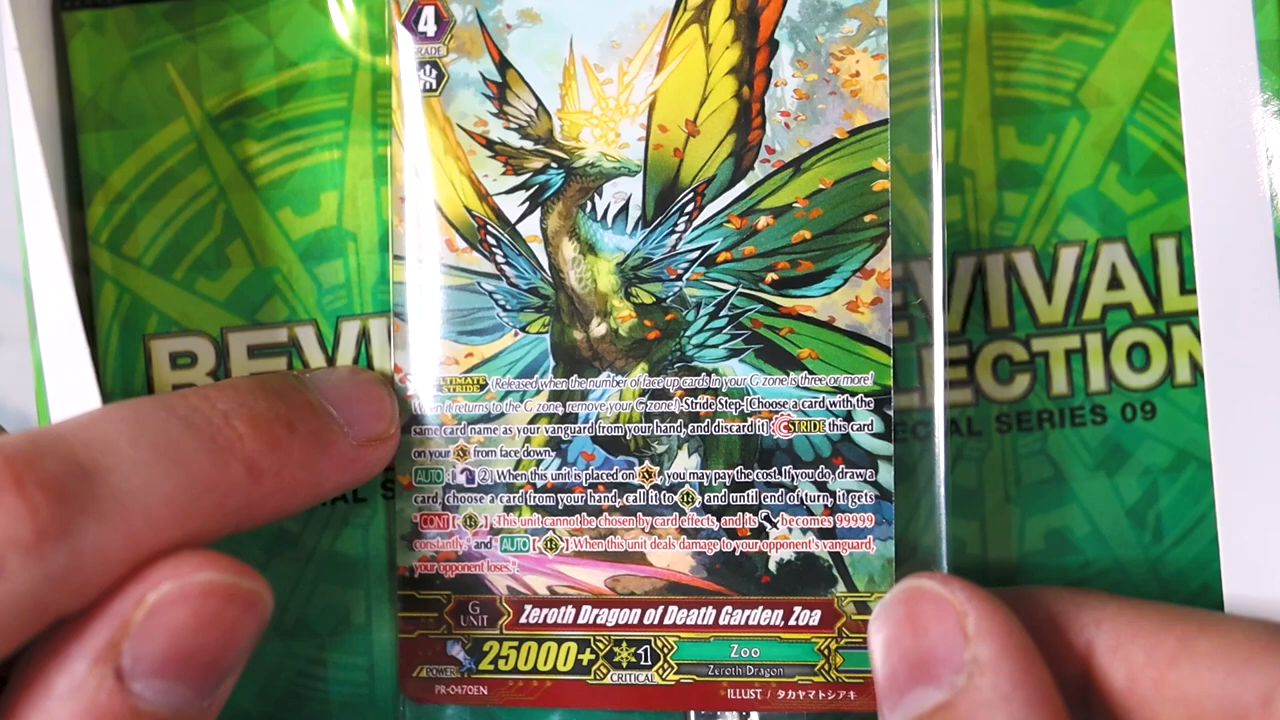 4
GRADE
ULTIMATE
STRIDE
(Released when the number of face up cards in your G zone is three or more!
When it returns to the G zone, remove your G zone!)-Stride Step-[Choose a card with the
same card name as your vanguard from your hand, and discard it] STRIDE this card
on your from face down.
AUTO:[②] When this unit is placed on , you may pay the cost. If you do, draw a
card, choose a card from your hand, call it to , and until end of turn, it gets
"CONT[]:This unit cannot be chosen by card effects, and its becomes 99999
constantly." and "AUTO[]:When this unit deals damage to your opponent's vanguard,
your opponent loses.".
G
UNIT
Zeroth Dragon of Death Garden, Zoa
POWER
25000+
1
CRITICAL
Zoo
Zeroth Dragon
PR-0470EN
ILLUST / タカヤマトシアキ
REVI
AL S
EVIVAL
LECTION
ECIAL SERIES 09